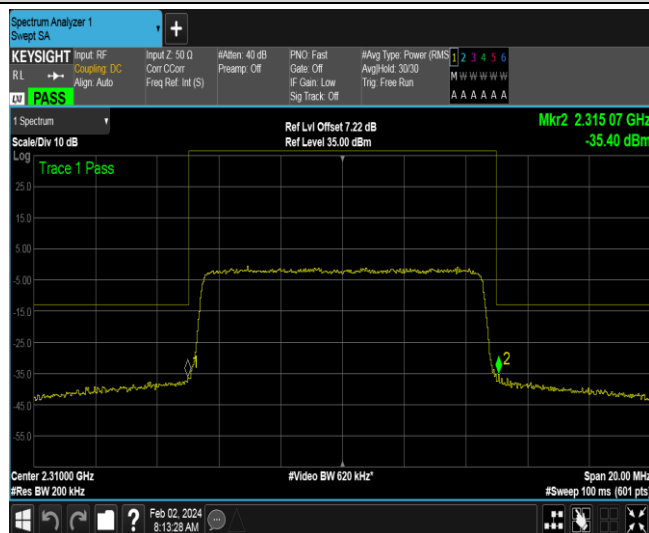 Spectrum Analyzer 1
Swept SA
KEYSIGHT Input: RF
RL
Coupling: DC
Align: Auto
Input Z: 50 Ω
Corr CCorr
Freq Ref: Int (S)
#Atten: 40 dB
Preamp: Off
PNO: Fast
Gate: Off
IF Gain: Low
Sig Track: Off
#Avg Type: Power (RMS
Avg|Hold: 30/30
Trig: Free Run
1 2 3 4 5 6
M W W W W W
A A A A A A
LXI PASS
1 Spectrum
Scale/Div 10 dB
Ref Lvl Offset 7.22 dB
Ref Level 35.00 dBm
Mkr2 2.315 07 GHz
-35.40 dBm
Log
Trace 1 Pass
25.0
15.0
5.00
-5.00
-15.0
-25.0
-35.0
-45.0
-55.0
1
2
Center 2.31000 GHz
#Res BW 200 kHz
#Video BW 620 kHz*
Span 20.00 MHz
#Sweep 100 ms (601 pts)
?
Feb 02, 2024
8:13:28 AM